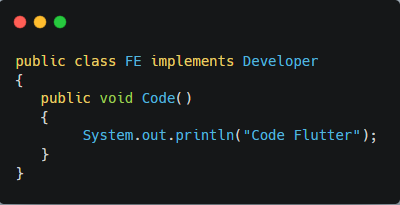 public class FE implements Developer
{
public void Code()
{
System.out.println("Code Flutter");
}
}